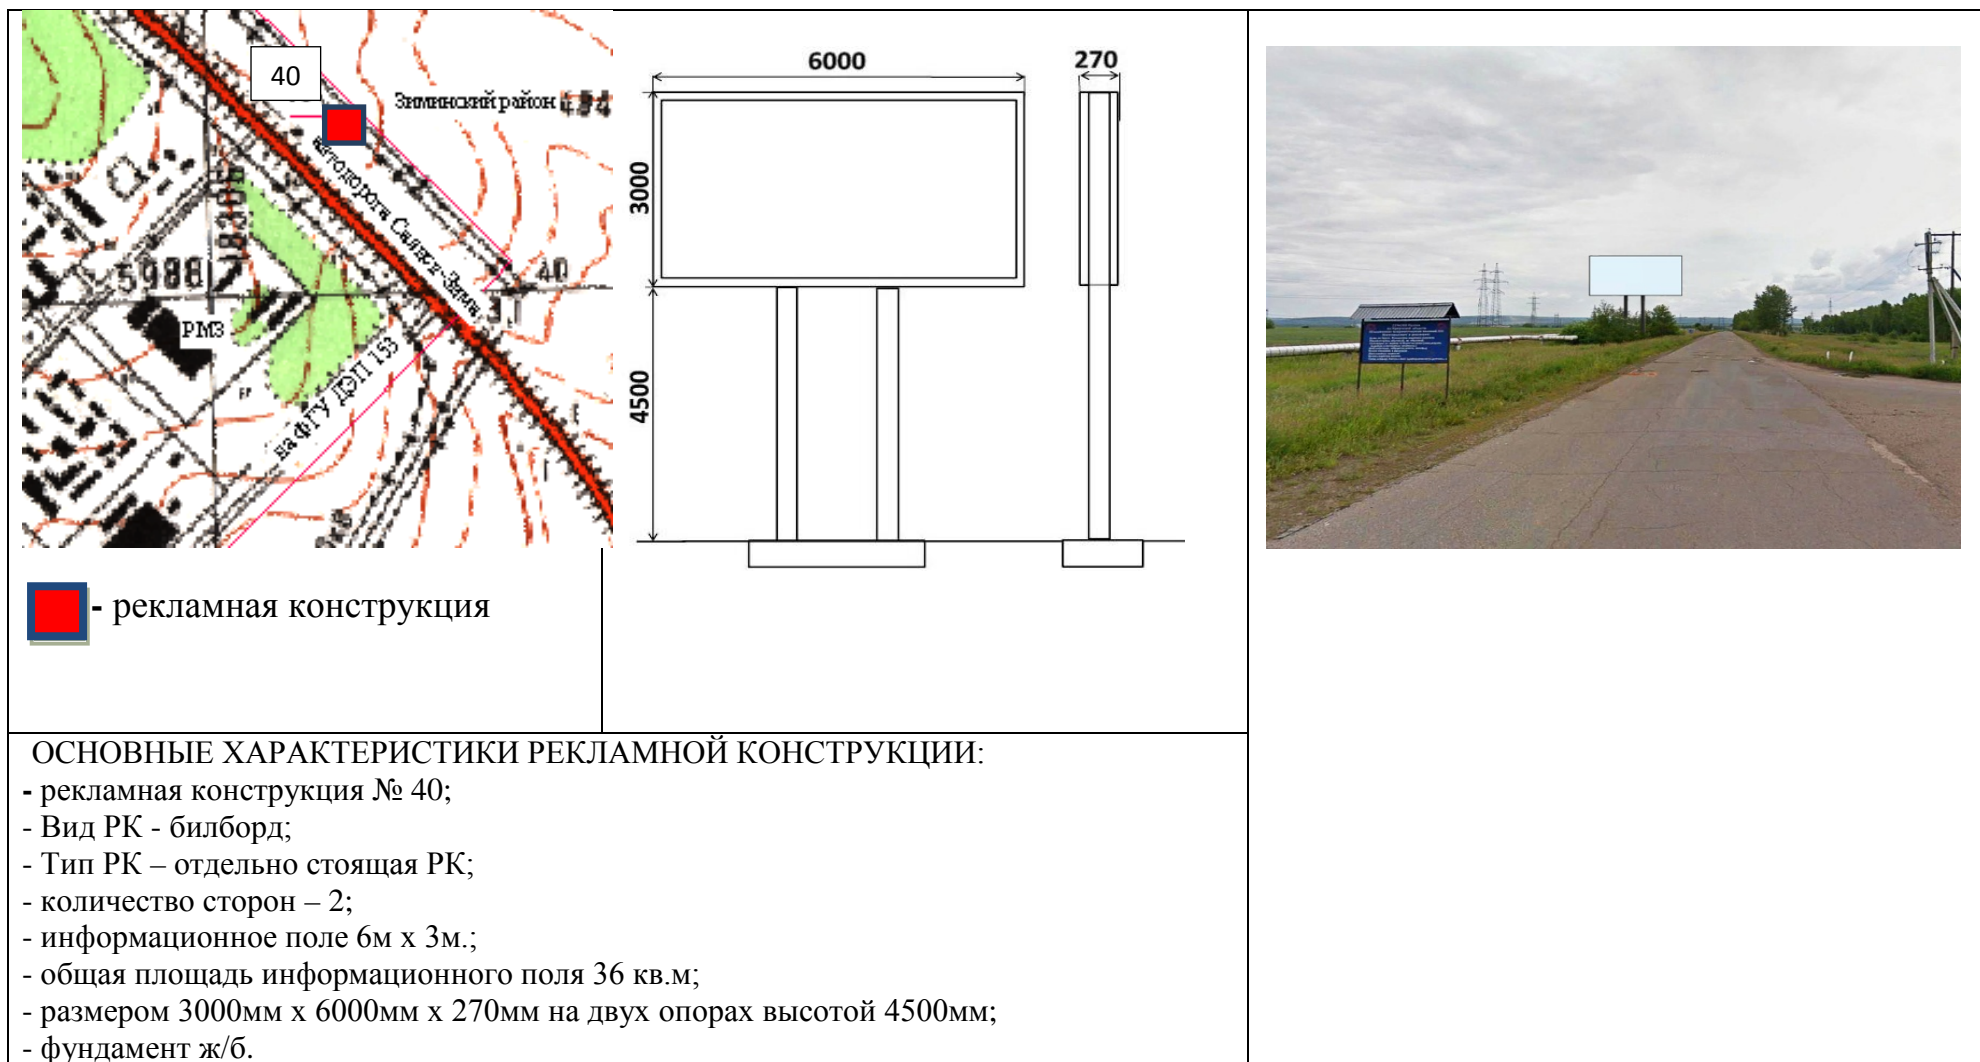 40
Зиминский район
автодорога Саянск-Зима
5988
18396
40
РМЗ
на ФГУ ДЭП 153
- рекламная конструкция
6000
270
3000
4500
ОСНОВНЫЕ ХАРАКТЕРИСТИКИ РЕКЛАМНОЙ КОНСТРУКЦИИ:
- рекламная конструкция № 40;
- Вид РК - билборд;
- Тип РК – отдельно стоящая РК;
- количество сторон – 2;
- информационное поле 6м х 3м.;
- общая площадь информационного поля 36 кв.м;
- размером 3000мм х 6000мм х 270мм на двух опорах высотой 4500мм;
- фундамент ж/б.